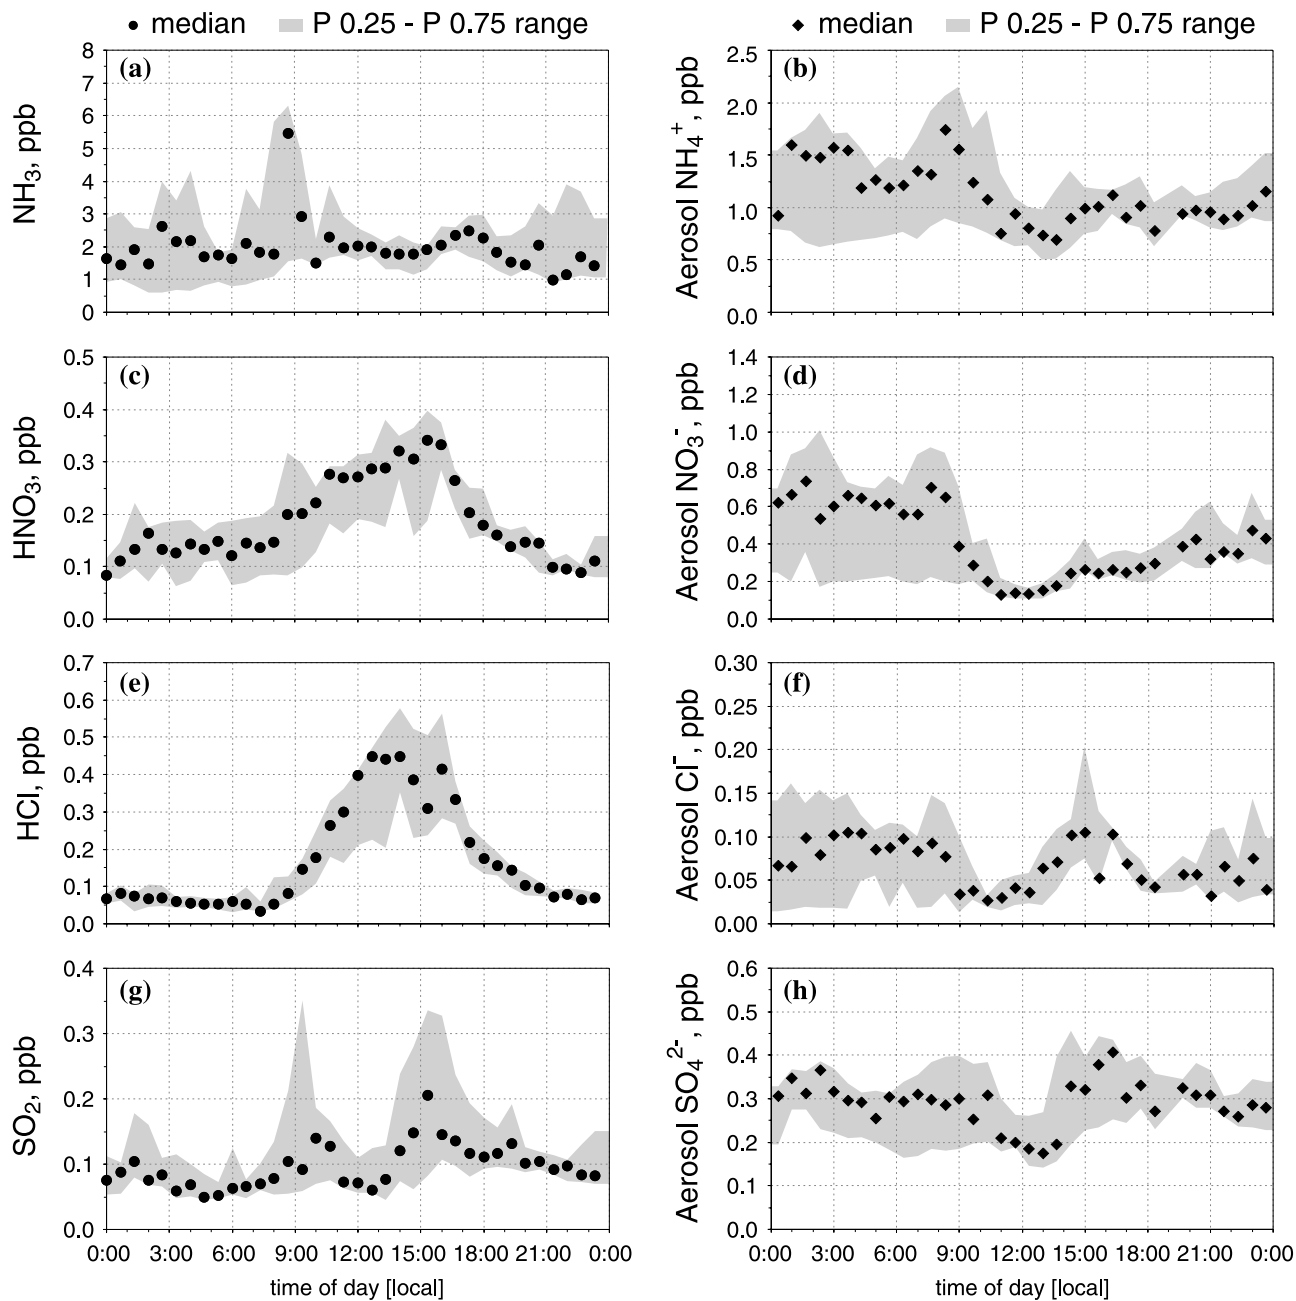 median P 0.25 - P 0.75 range
median P 0.25 - P 0.75 range
(a)
NH3, ppb
8
7
6
5
4
3
2
1
0
(b)
Aerosol NH4+, ppb
2.5
2.0
1.5
1.0
0.5
0.0
(c)
HNO3, ppb
0.5
0.4
0.3
0.2
0.1
0.0
(d)
Aerosol NO3-, ppb
1.4
1.2
1.0
0.8
0.6
0.4
0.2
0.0
(e)
HCl, ppb
0.7
0.6
0.5
0.4
0.3
0.2
0.1
0.0
(f)
Aerosol Cl-, ppb
0.30
0.25
0.20
0.15
0.10
0.05
0.00
(g)
SO2, ppb
0.4
0.3
0.2
0.1
0.0
0:00 3:00 6:00 9:00 12:00 15:00 18:00 21:00 0:00
time of day [local]
(h)
Aerosol SO4 2-, ppb
0.6
0.5
0.4
0.3
0.2
0.1
0.0
0:00 3:00 6:00 9:00 12:00 15:00 18:00 21:00 0:00
time of day [local]